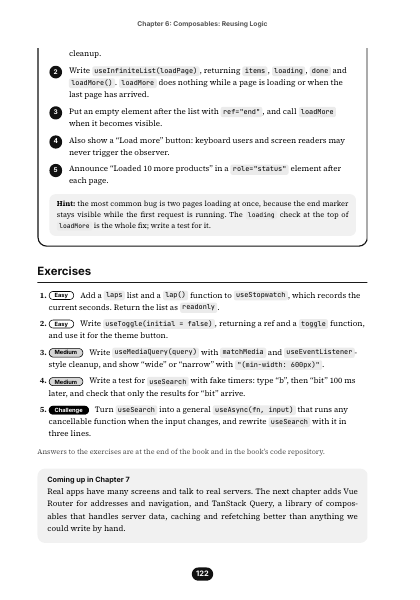 Chapter 6: Composables: Reusing Logic
cleanup.
2 Write useInfiniteList(loadPage), returning items, loading, done and
loadMore(). loadMore does nothing while a page is loading or when the
last page has arrived.
3 Put an empty element after the list with ref="end", and call loadMore
when it becomes visible.
4 Also show a “Load more” button: keyboard users and screen readers may
never trigger the observer.
5 Announce “Loaded 10 more products” in a role="status" element after
each page.
Hint: the most common bug is two pages loading at once, because the end marker
stays visible while the first request is running. The loading check at the top of
loadMore is the whole fix; write a test for it.
Exercises
1. Easy Add a laps list and a lap() function to useStopwatch, which records the
current seconds. Return the list as readonly.
2. Easy Write useToggle(initial = false), returning a ref and a toggle function,
and use it for the theme button.
3. Medium Write useMediaQuery(query) with matchMedia and useEventListener-
style cleanup, and show “wide” or “narrow” with "(min-width: 600px)".
4. Medium Write a test for useSearch with fake timers: type “b”, then “bit” 100 ms
later, and check that only the results for “bit” arrive.
5. Challenge Turn useSearch into a general useAsync(fn, input) that runs any
cancellable function when the input changes, and rewrite useSearch with it in
three lines.
Answers to the exercises are at the end of the book and in the book’s code repository.
Coming up in Chapter 7
Real apps have many screens and talk to real servers. The next chapter adds Vue
Router for addresses and navigation, and TanStack Query, a library of compos-
ables that handles server data, caching and refetching better than anything we
could write by hand.
122